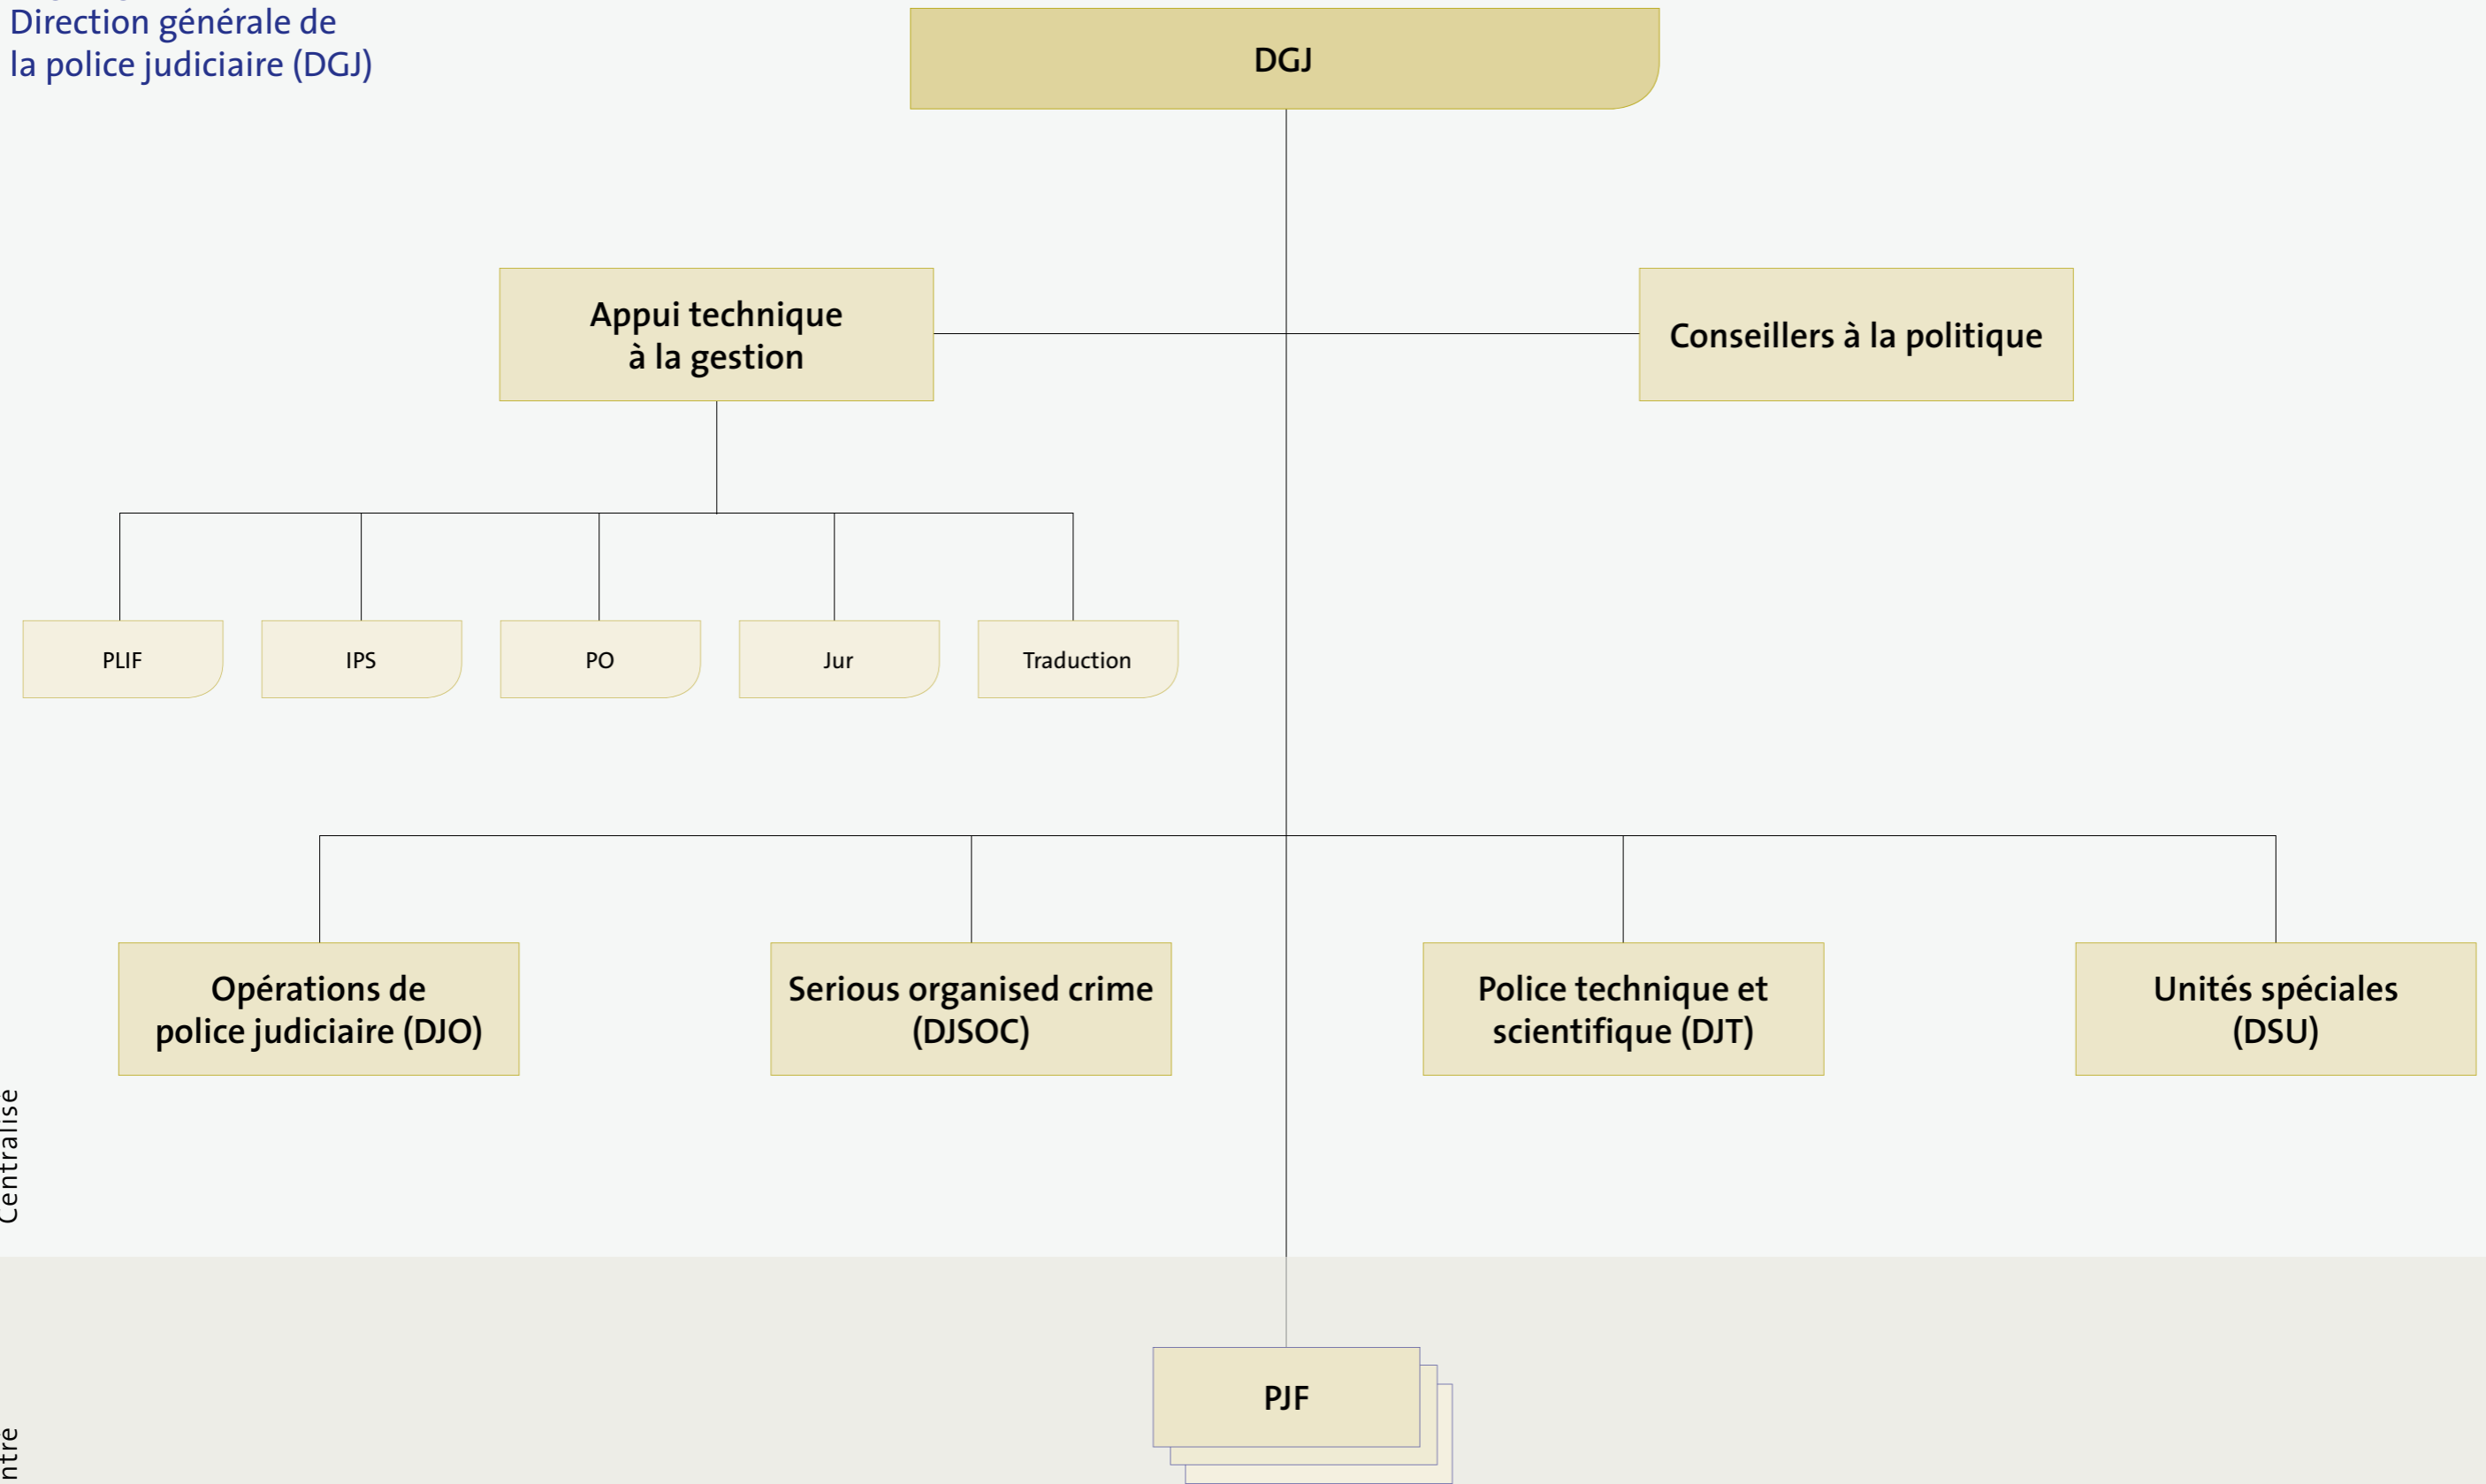 Direction générale de
la police judiciaire (DGJ)
DGJ
Appui technique
à la gestion
Conseillers à la politique
PLIF
IPS
PO
Jur
Traduction
Opérations de
police judiciaire (DJO)
Serious organised crime
(DJSOC)
Police technique et
scientifique (DJT)
Unités spéciales
(DSU)
Centralisé
PJF